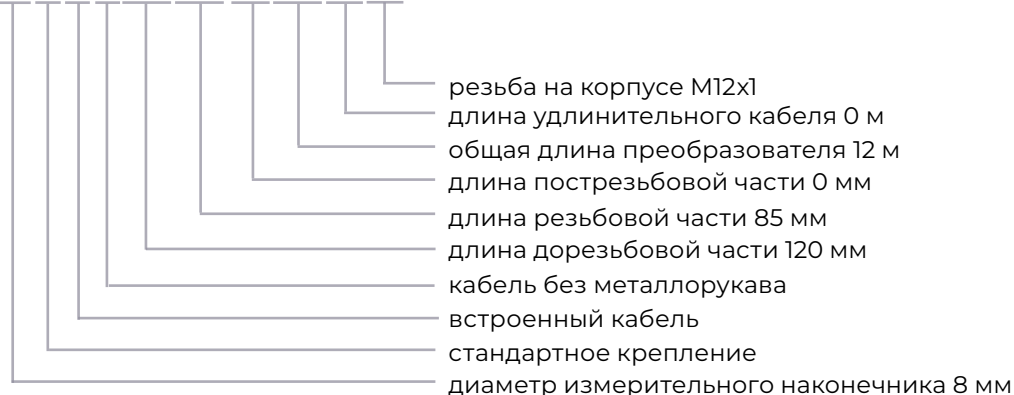 резьба на корпусе М12х1
длина удлинительного кабеля 0 м
общая длина преобразователя 12 м
длина пострезьбовой части 0 мм
длина резьбовой части 85 мм
длина дорезьбовой части 120 мм
кабель без металлорукава
встроенный кабель
стандартное крепление
диаметр измерительного наконечника 8 мм